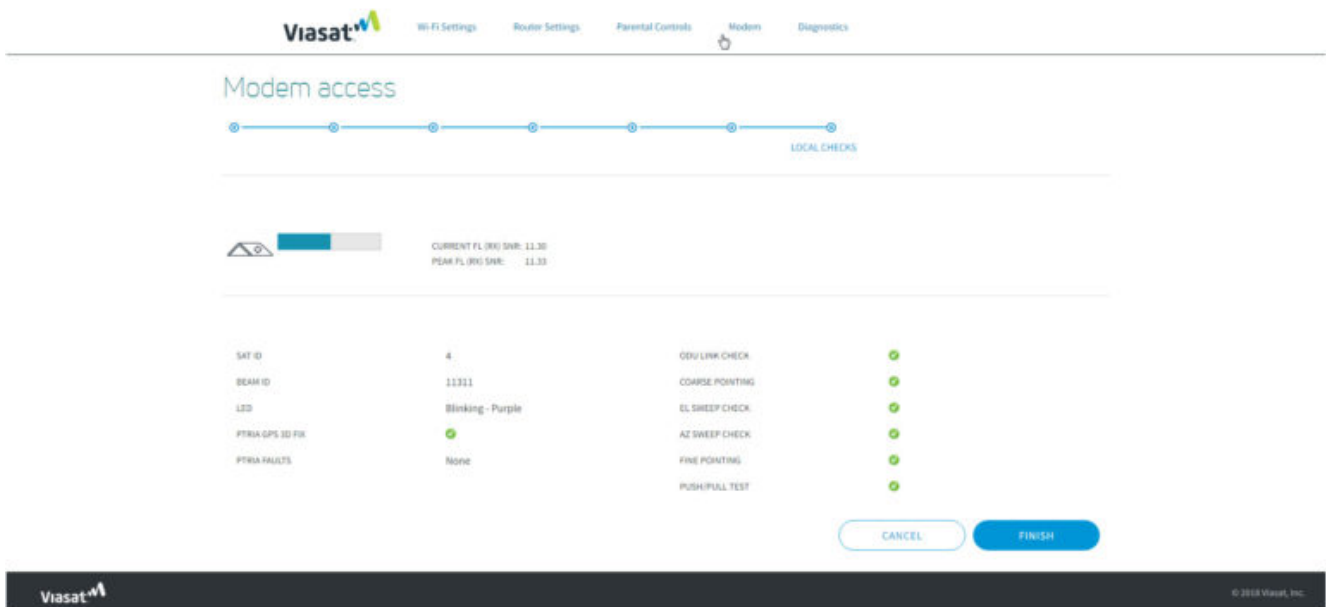 Viasat Wi-Fi Settings Router Settings Parental Controls Modem Diagnostics
Modem access
LOCAL CHECKS
CURRENT FL (RX) SNR: 11.30
PEAK FL (RX) SNR: 11.33
SAT ID 4 ODU LINK CHECK
BEAM ID 11311 COARSE POINTING
LED Blinking - Purple EL SWEEP CHECK
PTRIA GPS 3D FIX AZ SWEEP CHECK
PTRIA FAULTS None FINE POINTING
PUSH/PULL TEST
CANCEL FINISH
Viasat © 2018 Viasat, Inc.